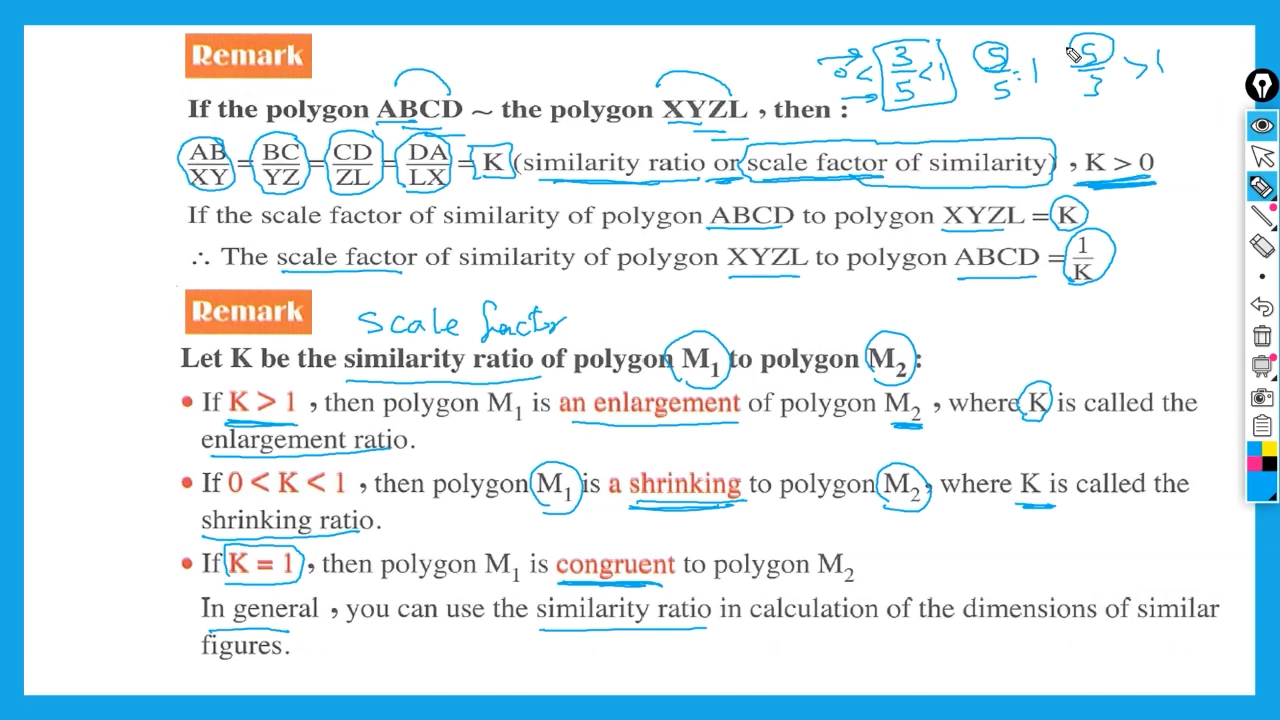 Remark
0 < 3/5 < 1 5/5 = 1 5/3 > 1
If the polygon ABCD ~ the polygon XYZL , then :
AB/XY = BC/YZ = CD/ZL = DA/LX = K (similarity ratio or scale factor of similarity) , K > 0
If the scale factor of similarity of polygon ABCD to polygon XYZL = K
∴ The scale factor of similarity of polygon XYZL to polygon ABCD = 1/K
Remark
scale factor
Let K be the similarity ratio of polygon M₁ to polygon M₂ :
• If K > 1 , then polygon M₁ is an enlargement of polygon M₂ , where K is called the
enlargement ratio.
• If 0 < K < 1 , then polygon M₁ is a shrinking to polygon M₂ , where K is called the
shrinking ratio.
• If K = 1 , then polygon M₁ is congruent to polygon M₂
In general , you can use the similarity ratio in calculation of the dimensions of similar
figures.